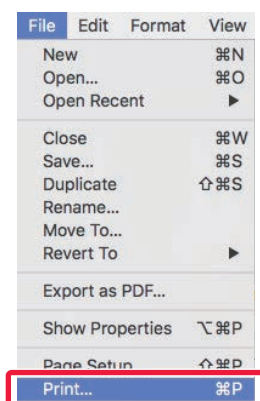 File Edit Format View
New ⌘N
Open... ⌘O
Open Recent ▶
Close ⌘W
Save... ⌘S
Duplicate ⇧⌘S
Rename...
Move To...
Revert To ▶
Export as PDF...
Show Properties ⌥⌘P
Page Setup ⇧⌘P
Print... ⌘P